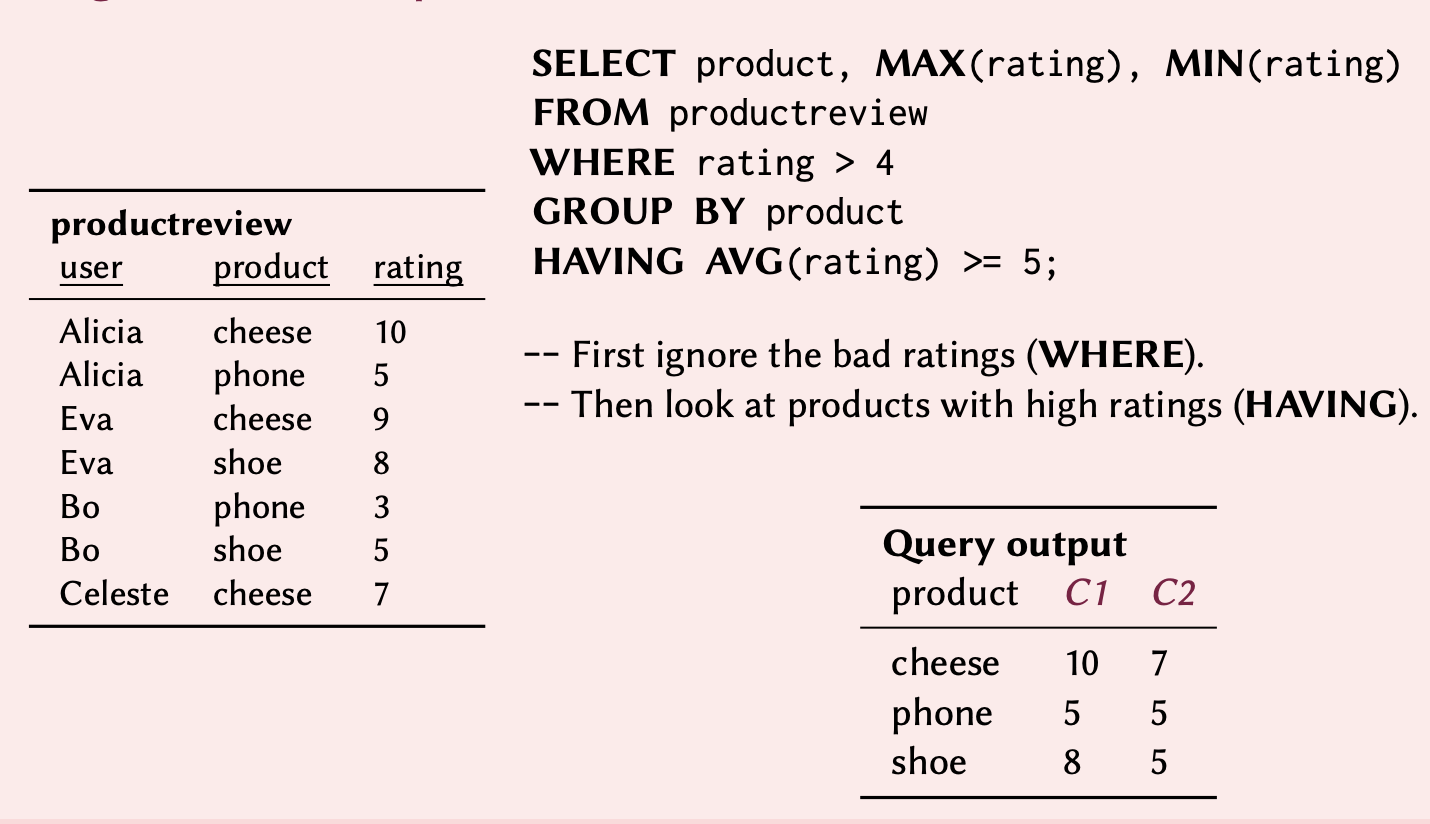 SELECT product, MAX(rating), MIN(rating)
FROM productreview
WHERE rating > 4
GROUP BY product
HAVING AVG(rating) >= 5;
-- First ignore the bad ratings (WHERE).
-- Then look at products with high ratings (HAVING).
productreview
user product rating
Alicia cheese 10
Alicia phone 5
Eva cheese 9
Eva shoe 8
Bo phone 3
Bo shoe 5
Celeste cheese 7
Query output
product C1 C2
cheese 10 7
phone 5 5
shoe 8 5